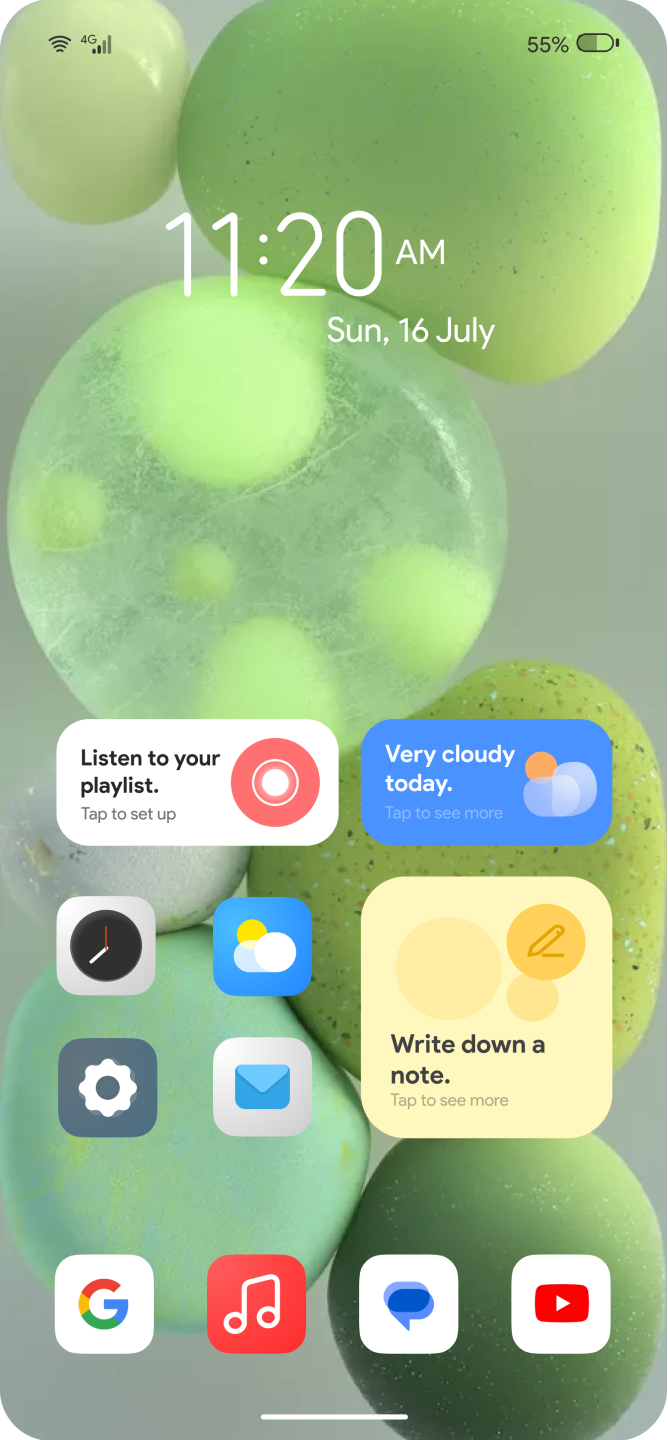 4G
55%
11:20 AM
Sun, 16 July
Listen to your
playlist.
Tap to set up
Very cloudy
today.
Tap to see more
Write down a
note.
Tap to see more